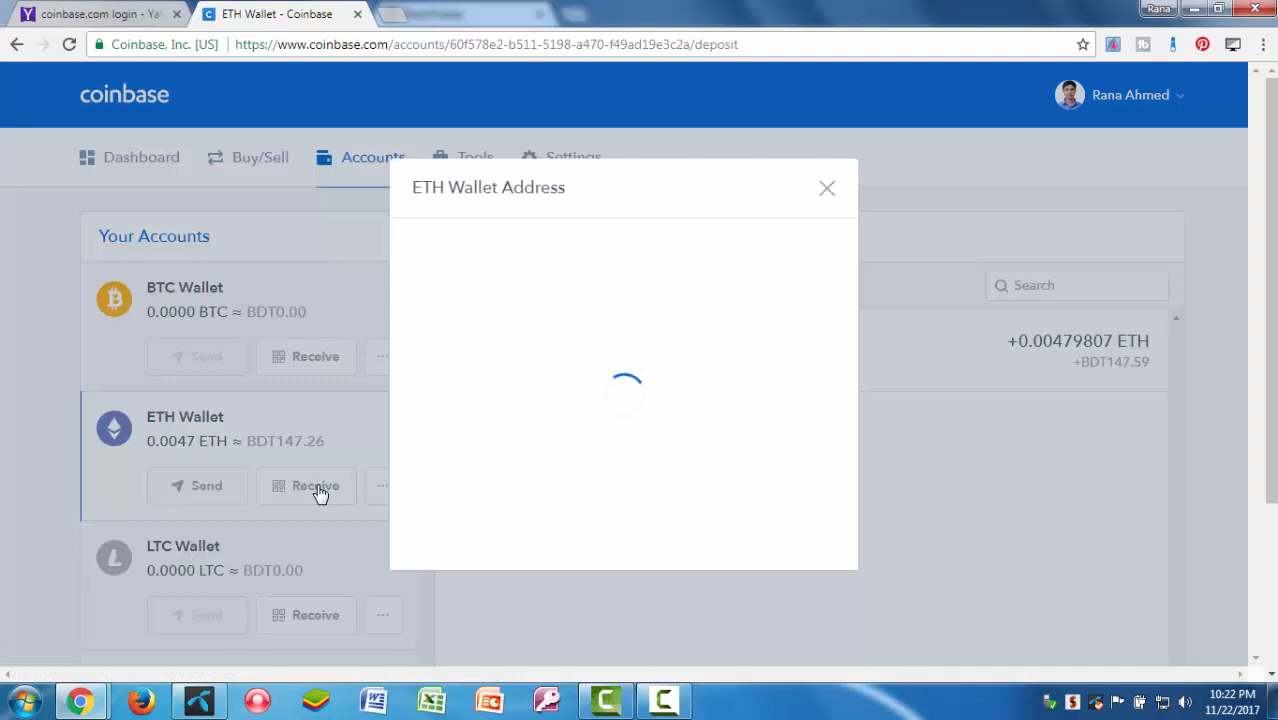 coinbase.com login - Ya
ETH Wallet - Coinbase
Rana
Coinbase, Inc. [US]
https://www.coinbase.com/accounts/60f578e2-b511-5198-a470-f49ad19e3c2a/deposit
coinbase
Rana Ahmed
Dashboard
Buy/Sell
Accounts
Tools
Settings
ETH Wallet Address
Your Accounts
BTC Wallet
0.0000 BTC ≈ BDT0.00
Send
Receive
Search
+0.00479807 ETH
+BDT147.59
ETH Wallet
0.0047 ETH ≈ BDT147.26
Send
Receive
LTC Wallet
0.0000 LTC ≈ BDT0.00
Send
Receive
10:22 PM
11/22/2017